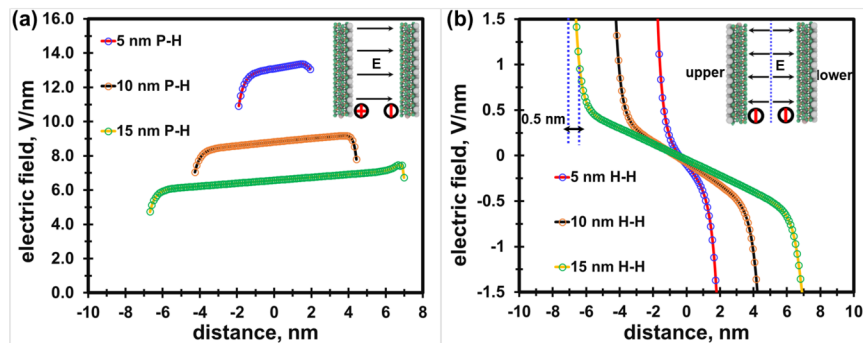 (a)
16.0
14.0
12.0
10.0
8.0
6.0
4.0
2.0
0.0
electric field, V/nm
5 nm P-H
10 nm P-H
15 nm P-H
E
-10 -8 -6 -4 -2 0 2 4 6 8
distance, nm
(b)
1.5
1
0.5
0
-0.5
-1
-1.5
electric field, V/nm
0.5 nm
upper
E
lower
5 nm H-H
10 nm H-H
15 nm H-H
-10 -8 -6 -4 -2 0 2 4 6 8 10
distance, nm